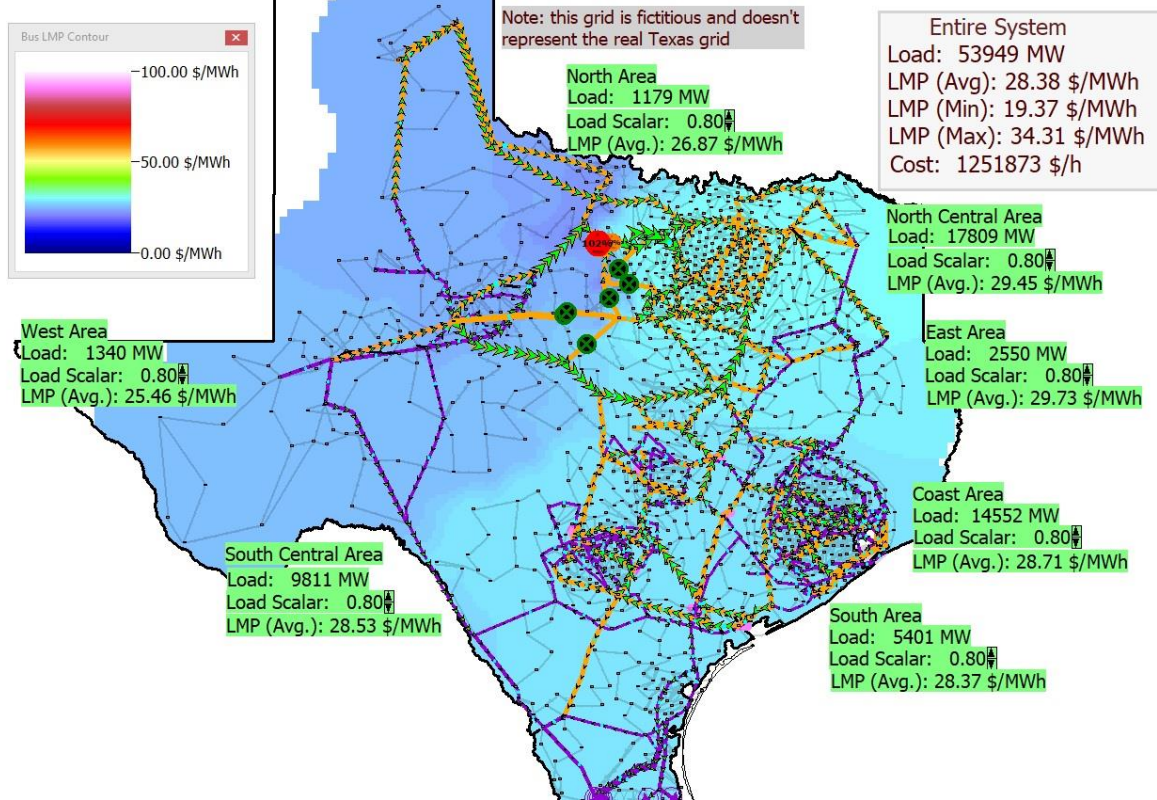 Bus LMP Contour
100.00 $/MWh
50.00 $/MWh
0.00 $/MWh
Note: this grid is fictitious and doesn't
represent the real Texas grid
Entire System
Load: 53949 MW
LMP (Avg): 28.38 $/MWh
LMP (Min): 19.37 $/MWh
LMP (Max): 34.31 $/MWh
Cost: 1251873 $/h
North Area
Load: 1179 MW
Load Scalar: 0.80
LMP (Avg.): 26.87 $/MWh
North Central Area
Load: 17809 MW
Load Scalar: 0.80
LMP (Avg.): 29.45 $/MWh
West Area
Load: 1340 MW
Load Scalar: 0.80
LMP (Avg.): 25.46 $/MWh
East Area
Load: 2550 MW
Load Scalar: 0.80
LMP (Avg.): 29.73 $/MWh
Coast Area
Load: 14552 MW
Load Scalar: 0.80
LMP (Avg.): 28.71 $/MWh
South Central Area
Load: 9811 MW
Load Scalar: 0.80
LMP (Avg.): 28.53 $/MWh
South Area
Load: 5401 MW
Load Scalar: 0.80
LMP (Avg.): 28.37 $/MWh